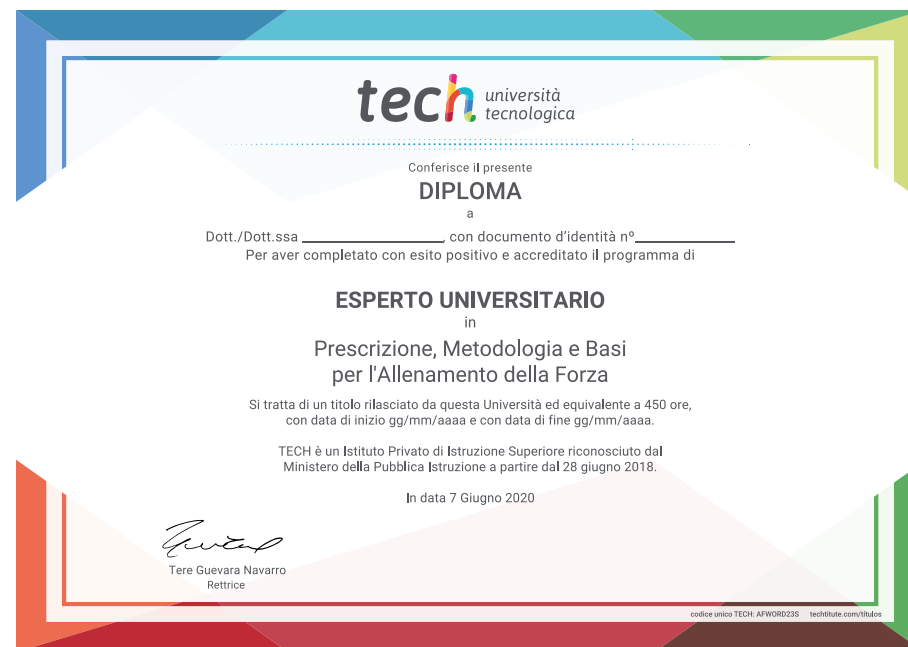 tech università
tecnologica
Conferisce il presente
DIPLOMA
a
Dott./Dott.ssa ____________, con documento d'identità nº____________
Per aver completato con esito positivo e accreditato il programma di
ESPERTO UNIVERSITARIO
in
Prescrizione, Metodologia e Basi
per l'Allenamento della Forza
Si tratta di un titolo rilasciato da questa Università ed equivalente a 450 ore,
con data di inizio gg/mm/aaaa e con data di fine gg/mm/aaaa.
TECH è un Istituto Privato di Istruzione Superiore riconosciuto dal
Ministero della Pubblica Istruzione a partire dal 28 giugno 2018.
In data 7 Giugno 2020
Tere Guevara Navarro
Rettrice
codice unico TECH: AFWORD23S techtitute.com/titulos